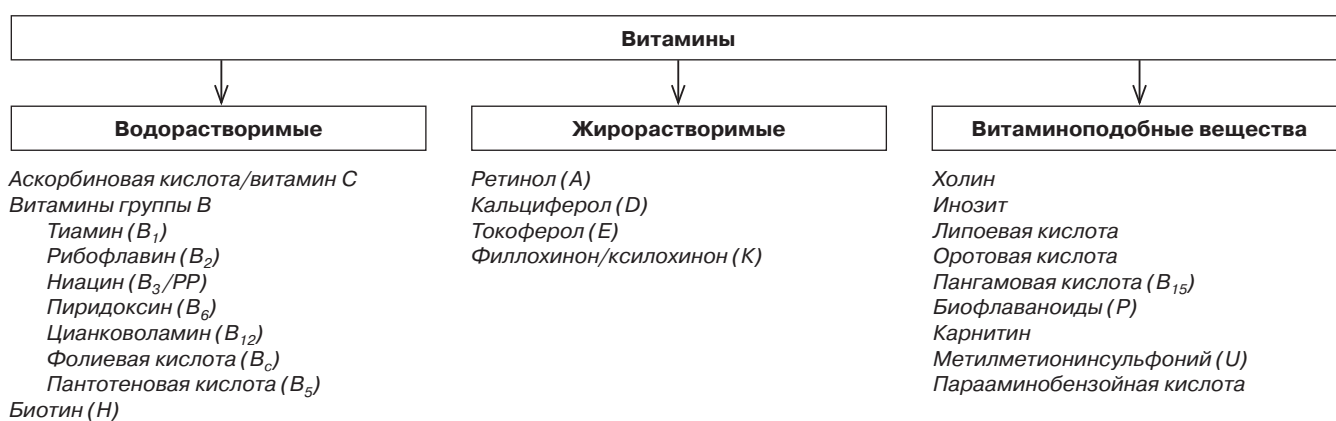 Витамины
Водорастворимые
Аскорбиновая кислота/витамин C
Витамины группы В
Тиамин (B₁)
Рибофлавин (B₂)
Ниацин (B₃/PP)
Пиридоксин (B₆)
Цианковоламин (B₁₂)
Фолиевая кислота (B_c)
Пантотеновая кислота (B₅)
Биотин (H)
Жирорастворимые
Ретинол (A)
Кальциферол (D)
Токоферол (E)
Филлохинон/ксилохинон (K)
Витаминоподобные вещества
Холин
Инозит
Липоевая кислота
Оротовая кислота
Пангамовая кислота (B₁₅)
Биофлаваноиды (P)
Карнитин
Метилметионинсульфоний (U)
Парааминобензойная кислота